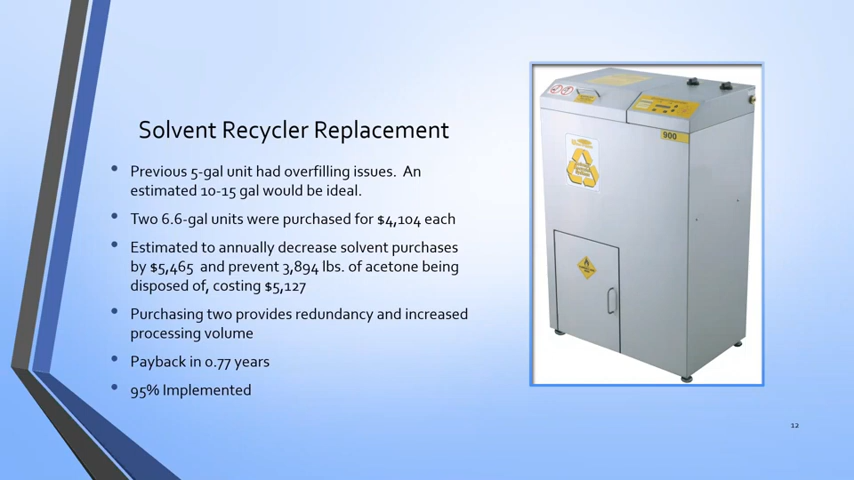 Solvent Recycler Replacement
• Previous 5-gal unit had overfilling issues. An
estimated 10-15 gal would be ideal.
• Two 6.6-gal units were purchased for $4,104 each
• Estimated to annually decrease solvent purchases
by $5,465 and prevent 3,894 lbs. of acetone being
disposed of, costing $5,127
• Purchasing two provides redundancy and increased
processing volume
• Payback in 0.77 years
• 95% Implemented
900
12